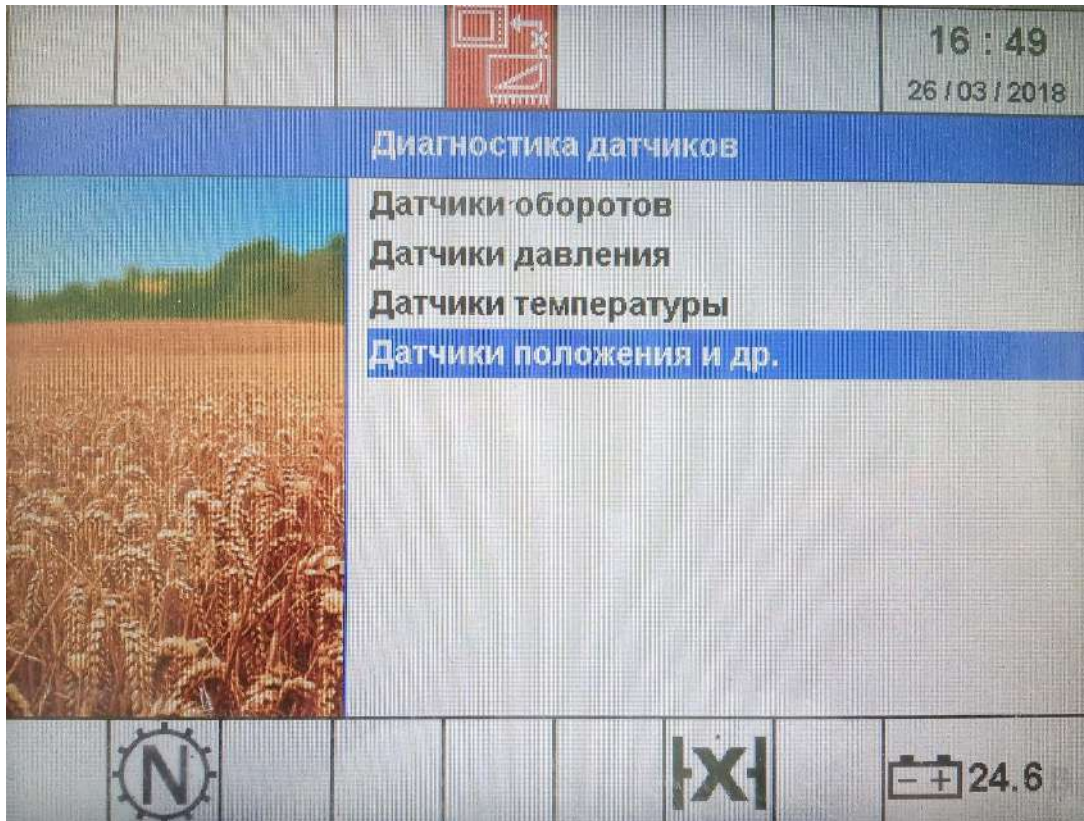 16 : 49
26 / 03 / 2018
Диагностика датчиков
Датчики оборотов
Датчики давления
Датчики температуры
Датчики положения и др.
N
X
- + 24.6